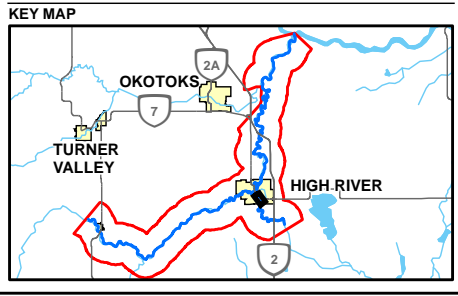 KEY MAP
2A
OKOTOKS
7
TURNER
VALLEY
HIGH RIVER
2